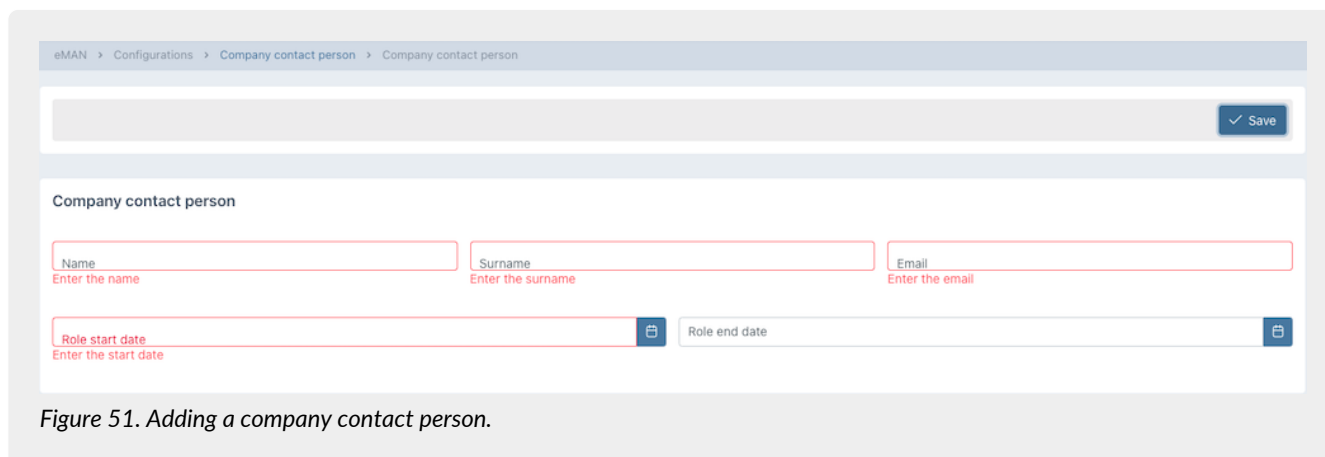 eMAN > Configurations > Company contact person > Company contact person
Save
Company contact person
Name Surname Email
Enter the name Enter the surname Enter the email
Role start date Role end date
Enter the start date
Figure 51. Adding a company contact person.